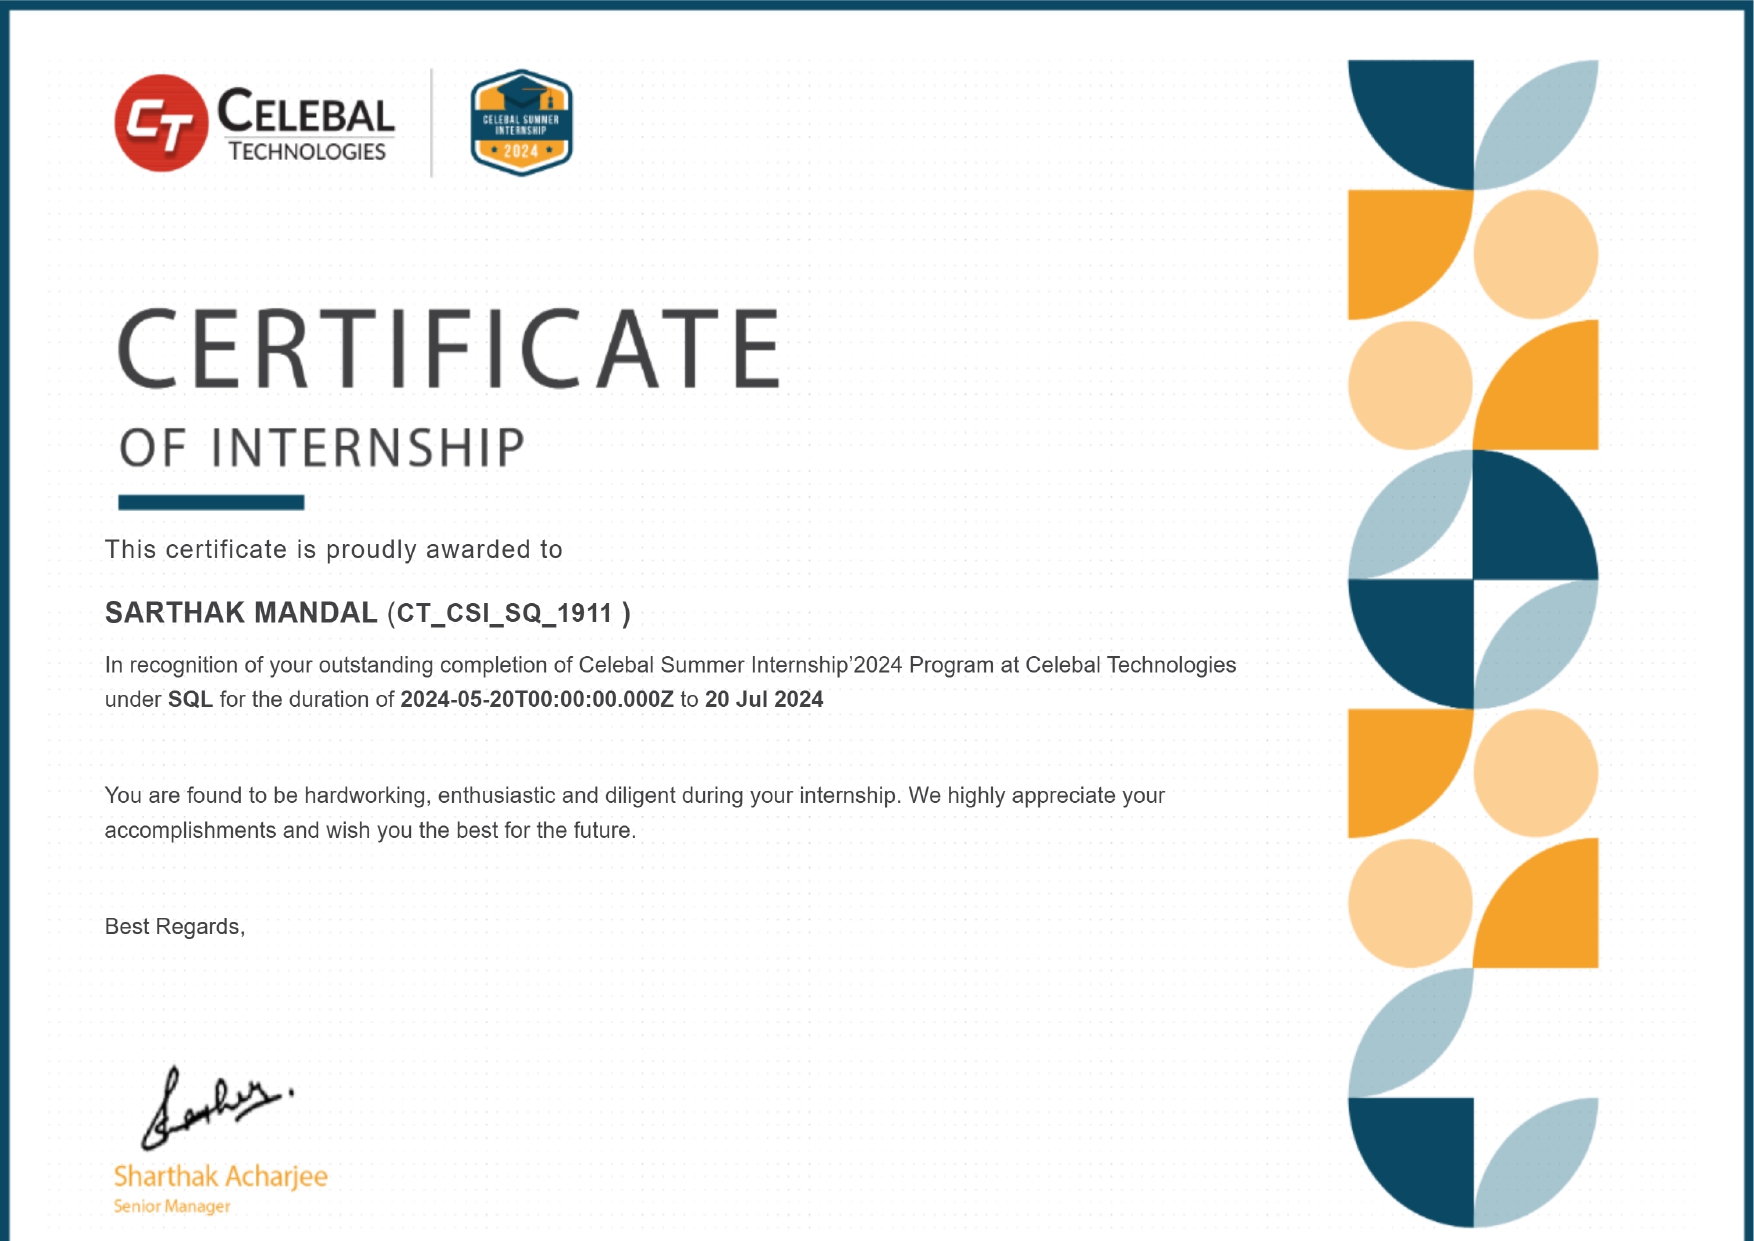 CT CELEBAL
TECHNOLOGIES
CELEBAL SUMMER
INTERNSHIP
2024
CERTIFICATE
OF INTERNSHIP
This certificate is proudly awarded to
SARTHAK MANDAL (CT_CSI_SQ_1911 )
In recognition of your outstanding completion of Celebal Summer Internship’2024 Program at Celebal Technologies
under SQL for the duration of 2024-05-20T00:00:00.000Z to 20 Jul 2024
You are found to be hardworking, enthusiastic and diligent during your internship. We highly appreciate your
accomplishments and wish you the best for the future.
Best Regards,
Sharthak Acharjee
Senior Manager